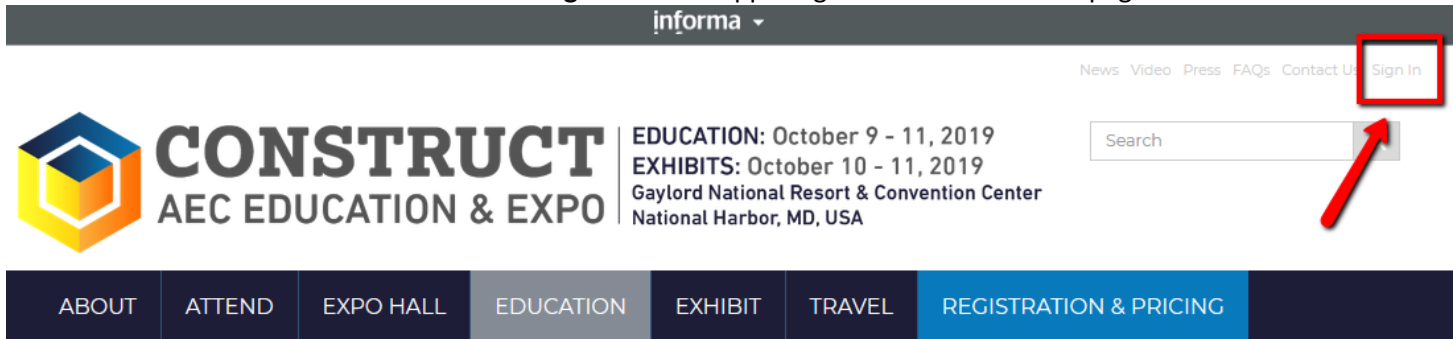 informa
News Video Press FAQs Contact Us Sign In
CONSTRUCT
AEC EDUCATION & EXPO
EDUCATION: October 9 - 11, 2019
EXHIBITS: October 10 - 11, 2019
Gaylord National Resort & Convention Center
National Harbor, MD, USA
Search
ABOUT ATTEND EXPO HALL EDUCATION EXHIBIT TRAVEL REGISTRATION & PRICING